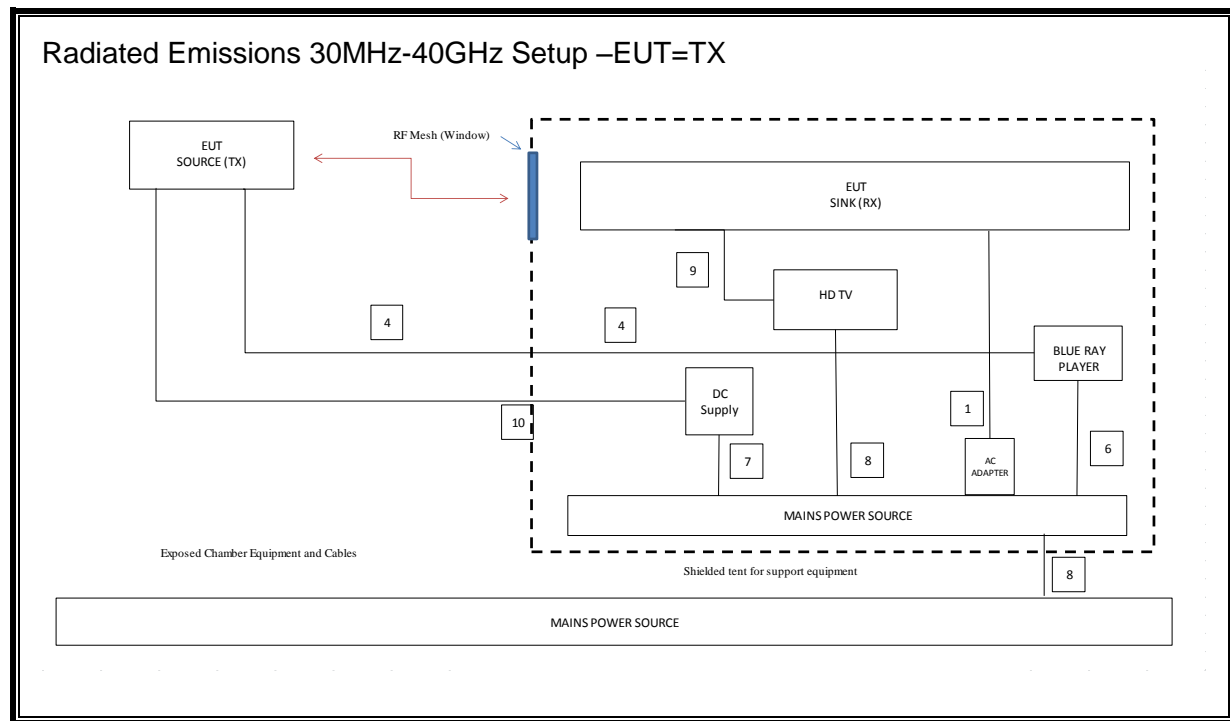 Radiated Emissions 30MHz-40GHz Setup –EUT=TX
RF Mesh (Window)
EUT
SOURCE (TX)
EUT
SINK (RX)
9
HD TV
4
4
BLUE RAY
PLAYER
DC
Supply
1
10
7
8
AC
ADAPTER
6
MAINS POWER SOURCE
Exposed Chamber Equipment and Cables
Shielded tent for support equipment
8
MAINS POWER SOURCE